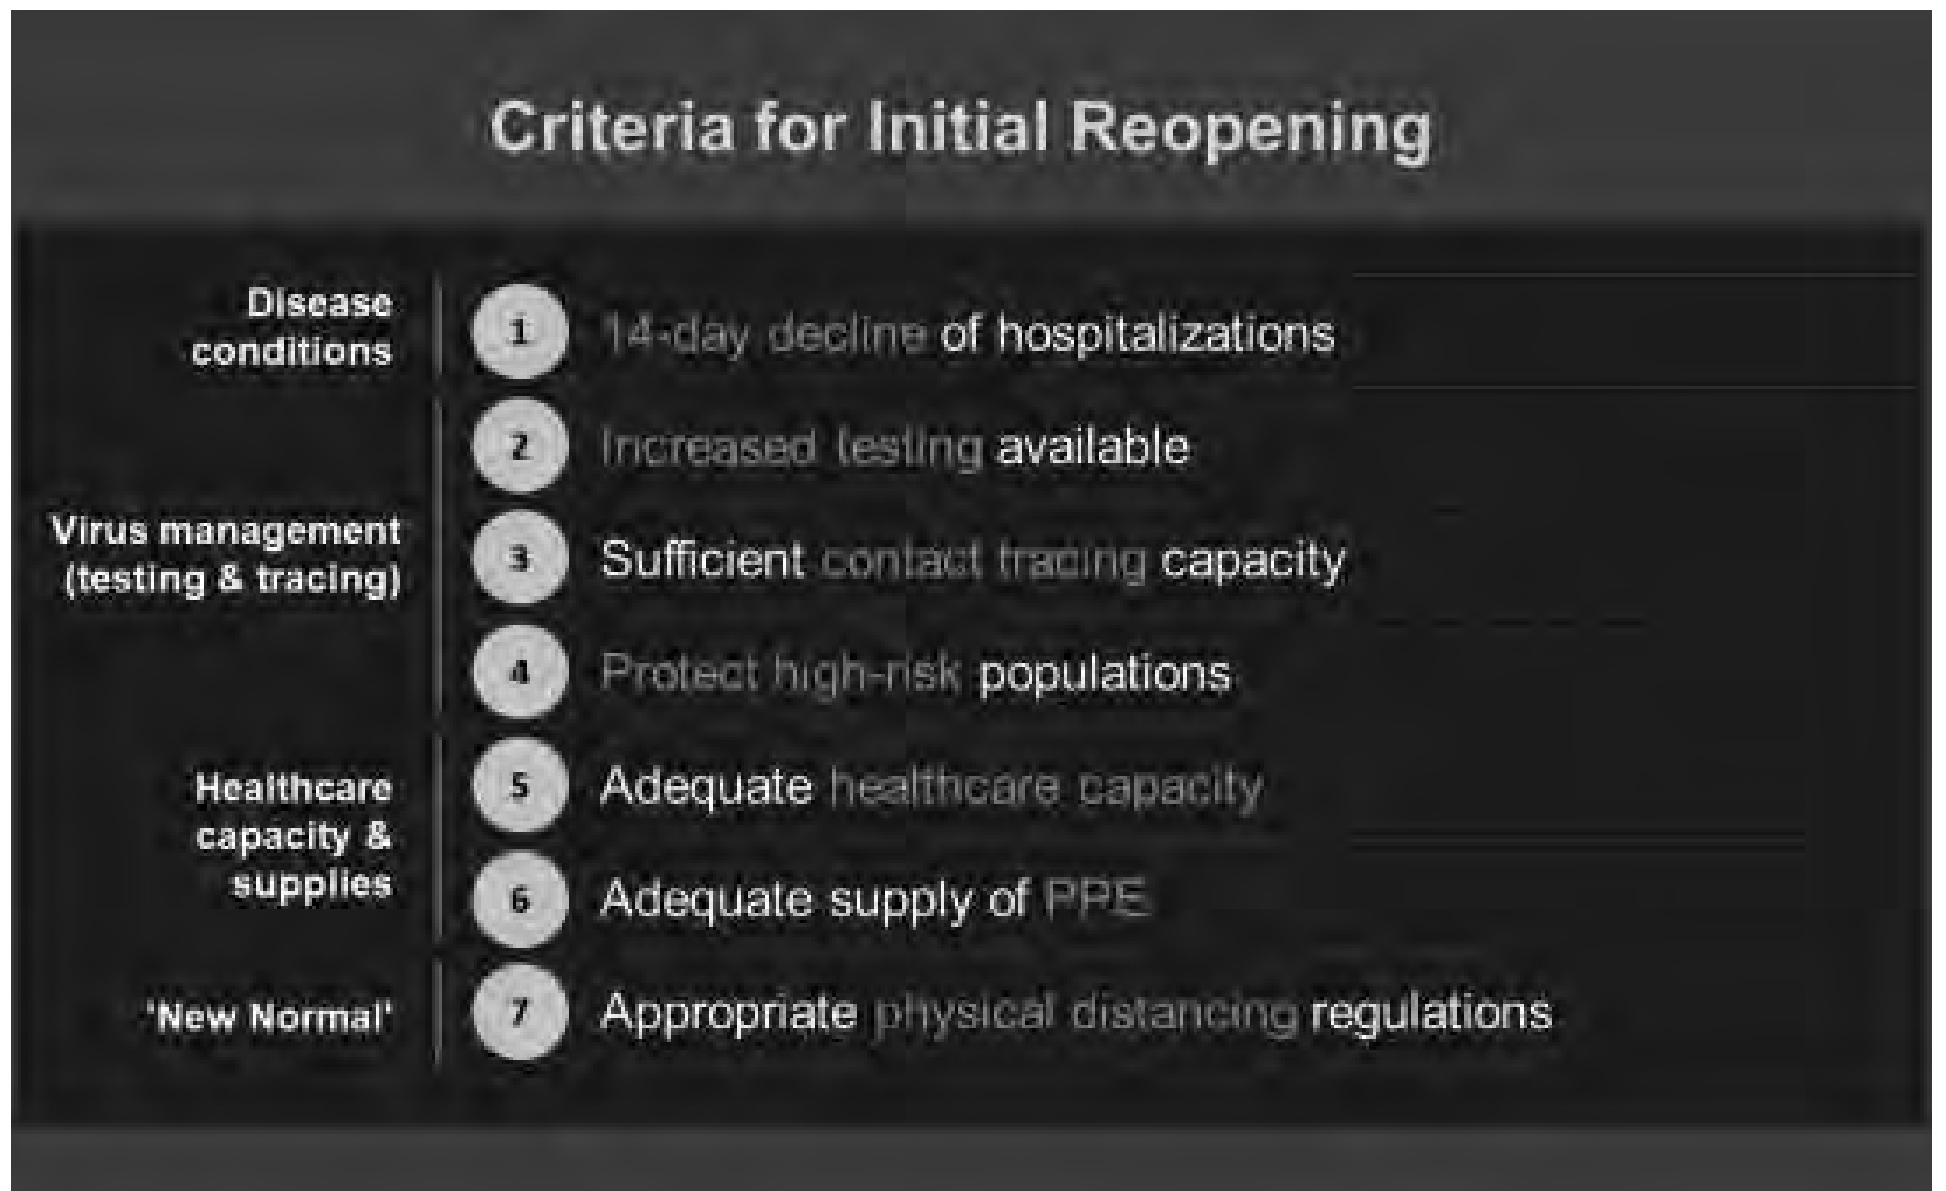 Criteria for Initial Reopening
Disease
conditions
1 14-day decline of hospitalizations
Virus management
(testing & tracing)
2 Increased testing available
3 Sufficient contact tracing capacity
4 Protect high-risk populations
Healthcare
capacity &
supplies
5 Adequate healthcare capacity
6 Adequate supply of PPE
'New Normal'
7 Appropriate physical distancing regulations